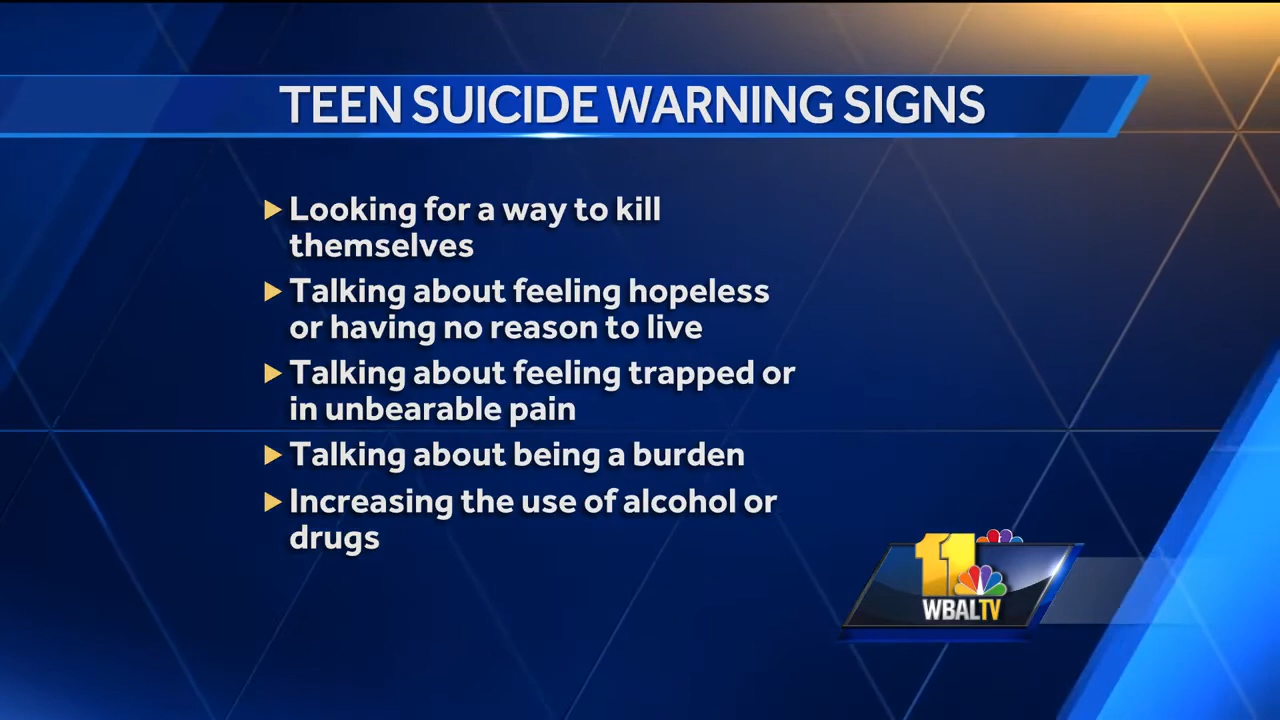 TEEN SUICIDE WARNING SIGNS
Looking for a way to kill
themselves
Talking about feeling hopeless
or having no reason to live
Talking about feeling trapped or
in unbearable pain
Talking about being a burden
Increasing the use of alcohol or
drugs
11
WBALTV